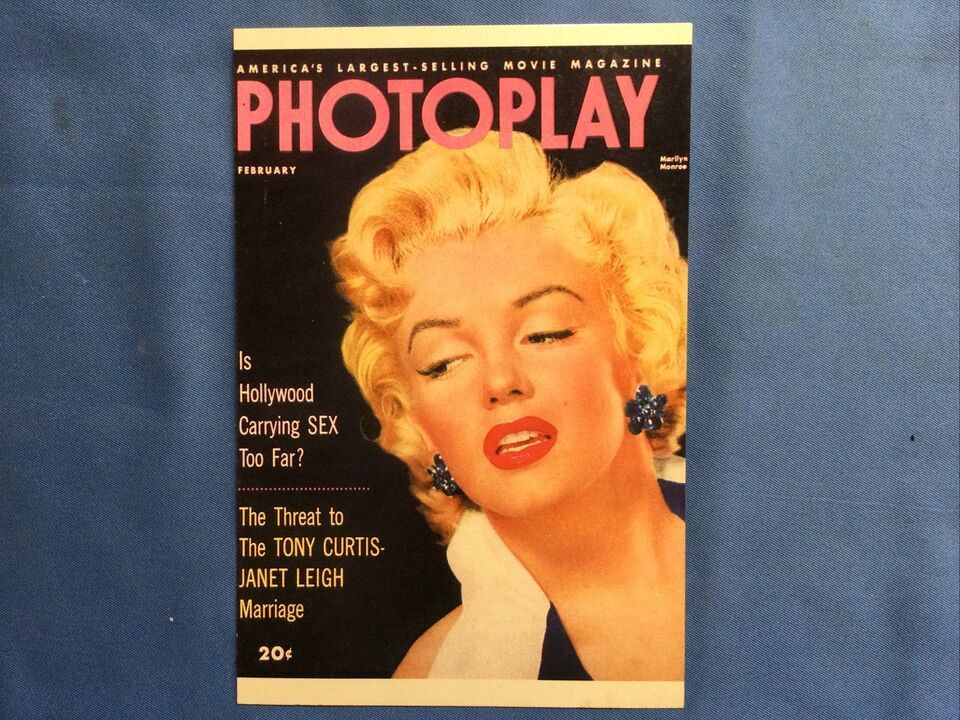 AMERICA'S LARGEST-SELLING MOVIE MAGAZINE
PHOTOPLAY
FEBRUARY
Marilyn
Monroe
Is
Hollywood
Carrying SEX
Too Far?
The Threat to
The TONY CURTIS-
JANET LEIGH
Marriage
20¢